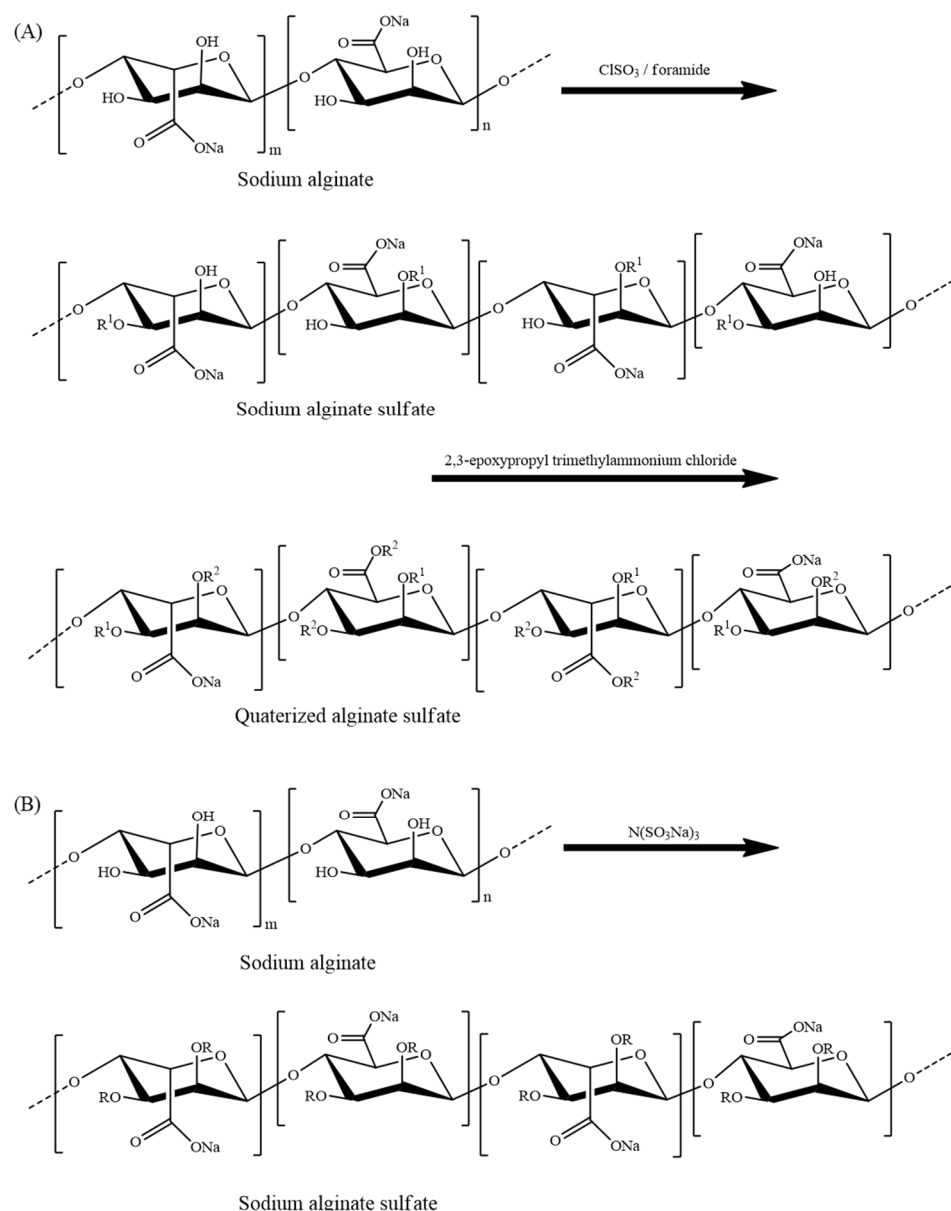 (A)
ONa
O
OH
O
OH
O
O
O
O
HO
HO
O
ONa
m
n
ClSO3 / foramide
Sodium alginate
ONa
ONa
O
O
OH
O
OR¹
O
OR¹
O
OH
O
O
O
O
O
O
R¹O
HO
HO
R¹O
O
ONa
O
ONa
Sodium alginate sulfate
2,3-epoxypropyl trimethylammonium chloride
OR²
ONa
O
O
OR²
O
OR¹
O
OR¹
O
OR²
O
O
O
O
O
O
R¹O
R²O
R²O
R¹O
O
ONa
O
OR²
Quaterized alginate sulfate
(B)
ONa
O
OH
O
OH
O
O
O
O
HO
HO
O
ONa
m
n
N(SO3Na)3
Sodium alginate
ONa
ONa
O
O
OR
O
OR
O
OR
O
OR
O
O
O
O
O
O
RO
RO
RO
RO
O
ONa
O
ONa
Sodium alginate sulfate